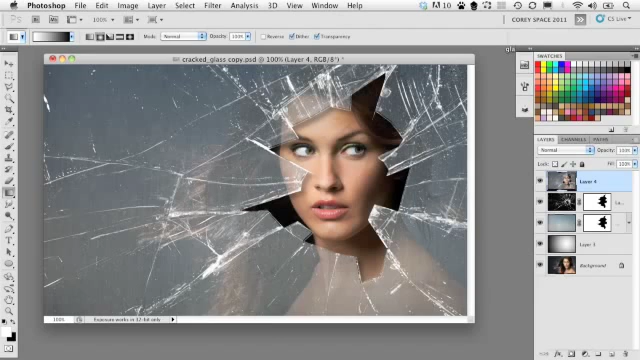 Photoshop File Edit Image Layer Select Filter Analysis 3D View Window Help
100% COREY SPACE 2011 CS Live
Mode: Normal Opacity: 100% Reverse Dither Transparency
cracked_glass copy.psd @ 100% (Layer 4, RGB/8*) *
SWATCHES
LAYERS CHANNELS PATHS
Normal Opacity: 100%
Lock: Fill: 100%
Layer 4
La...
Layer 3
Background
100% Exposure works in 32-bit only